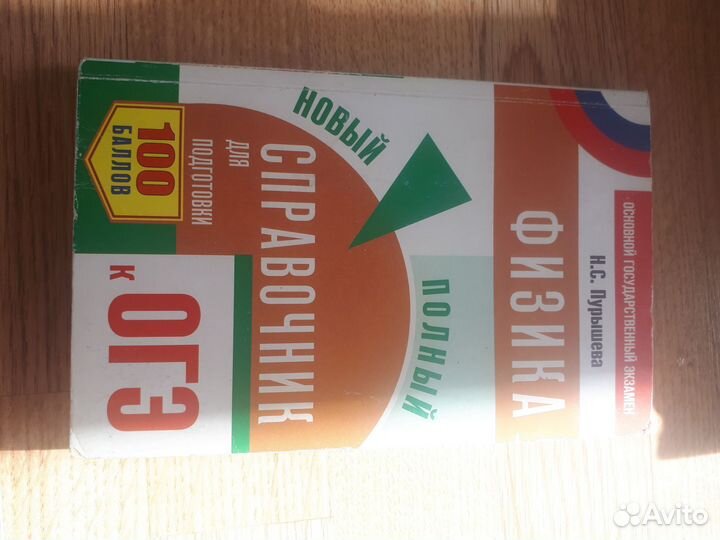 ОСНОВНОЙ ГОСУДАРСТВЕННЫЙ ЭКЗАМЕН
Н.С. Пурышева
ФИЗИКА
НОВЫЙ
ПОЛНЫЙ
СПРАВОЧНИК
ДЛЯ
ПОДГОТОВКИ
к ОГЭ
100
БАЛЛОВ
Avito